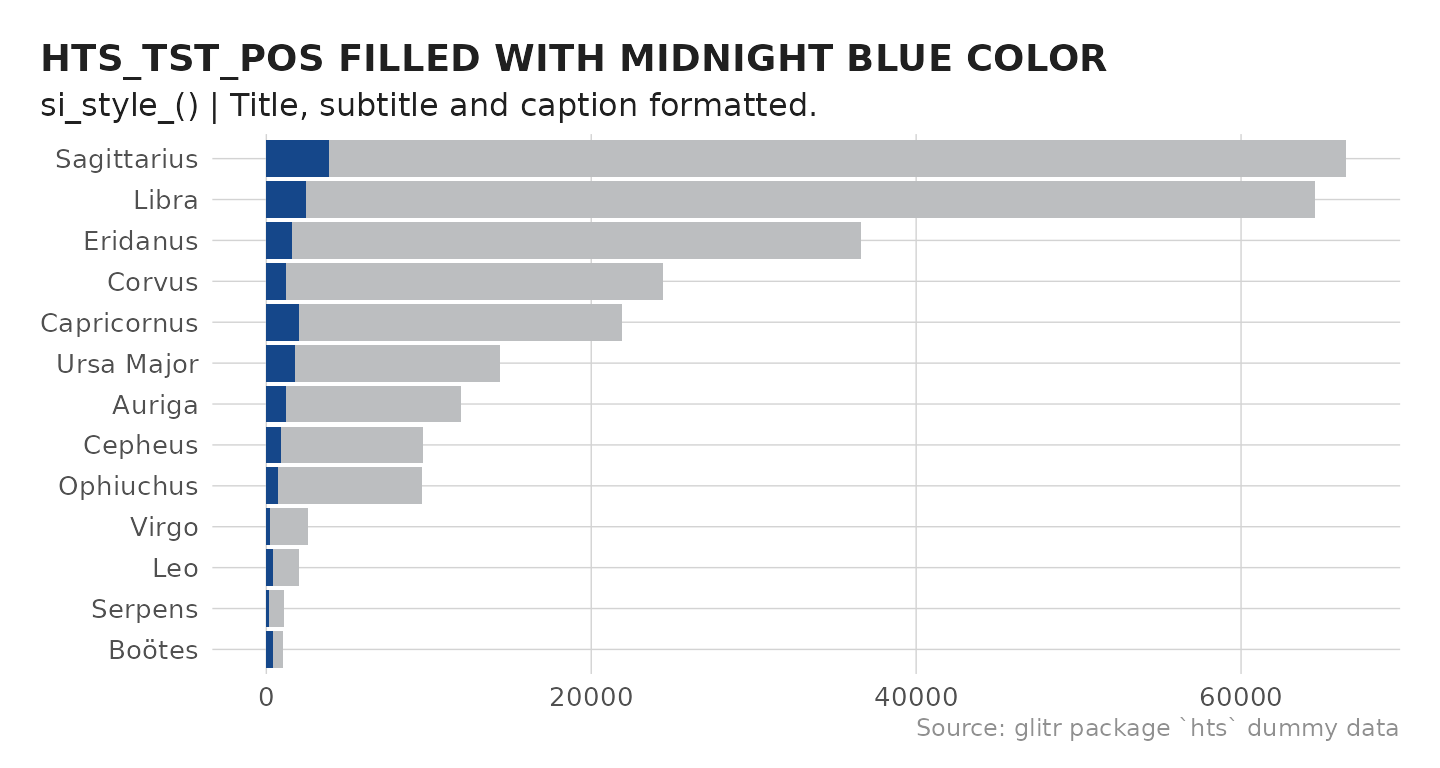 HTS_TST_POS FILLED WITH MIDNIGHT BLUE COLOR
si_style_() | Title, subtitle and caption formatted.
Sagittarius
Libra
Eridanus
Corvus
Capricornus
Ursa Major
Auriga
Cepheus
Ophiuchus
Virgo
Leo
Serpens
Boötes
0 20000 40000 60000
Source: glitr package `hts` dummy data